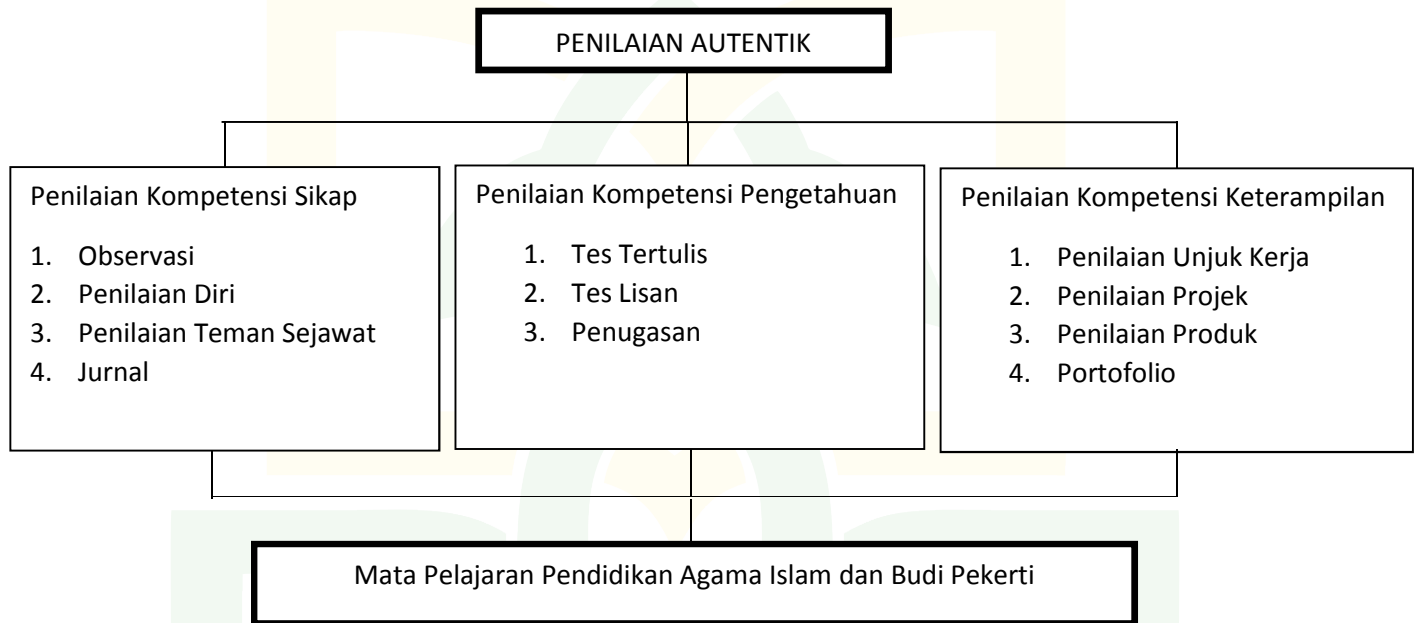 PENILAIAN AUTENTIK
Penilaian Kompetensi Sikap
1. Observasi
2. Penilaian Diri
3. Penilaian Teman Sejawat
4. Jurnal
Penilaian Kompetensi Pengetahuan
1. Tes Tertulis
2. Tes Lisan
3. Penugasan
Penilaian Kompetensi Keterampilan
1. Penilaian Unjuk Kerja
2. Penilaian Projek
3. Penilaian Produk
4. Portofolio
Mata Pelajaran Pendidikan Agama Islam dan Budi Pekerti